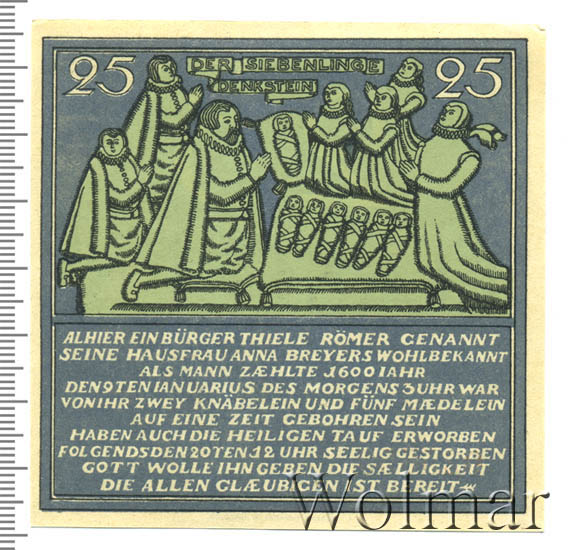 25 DER SIEBENLINGE 25
DENKSTEIN
ALHIER EIN BÜRGER THIELE RÖMER GENANNT
SEINE HAUSFRAU ANNA BREYERS WOHLBEKANNT
ALS MANN ZÆHLTE 1600 IAHR
DEN 9TEN IANUARIUS DES MORGENS 3 UHR WAR
VON IHR ZWEY KNÄBELEIN UND FÜNF MÆDELEIN
AUF EINE ZEIT GEBOHREN SEIN
HABEN AUCH DIE HEILIGEN TAUF ERWORBEN
FOLGENDS DEN 20TEN 12 UHR SEELIG GESTORBEN
GOTT WOLLE IHN GEBEN DIE SÆLLIGKEIT
DIE ALLEN GLÆUBIGEN IST BEREIT
Wolmar